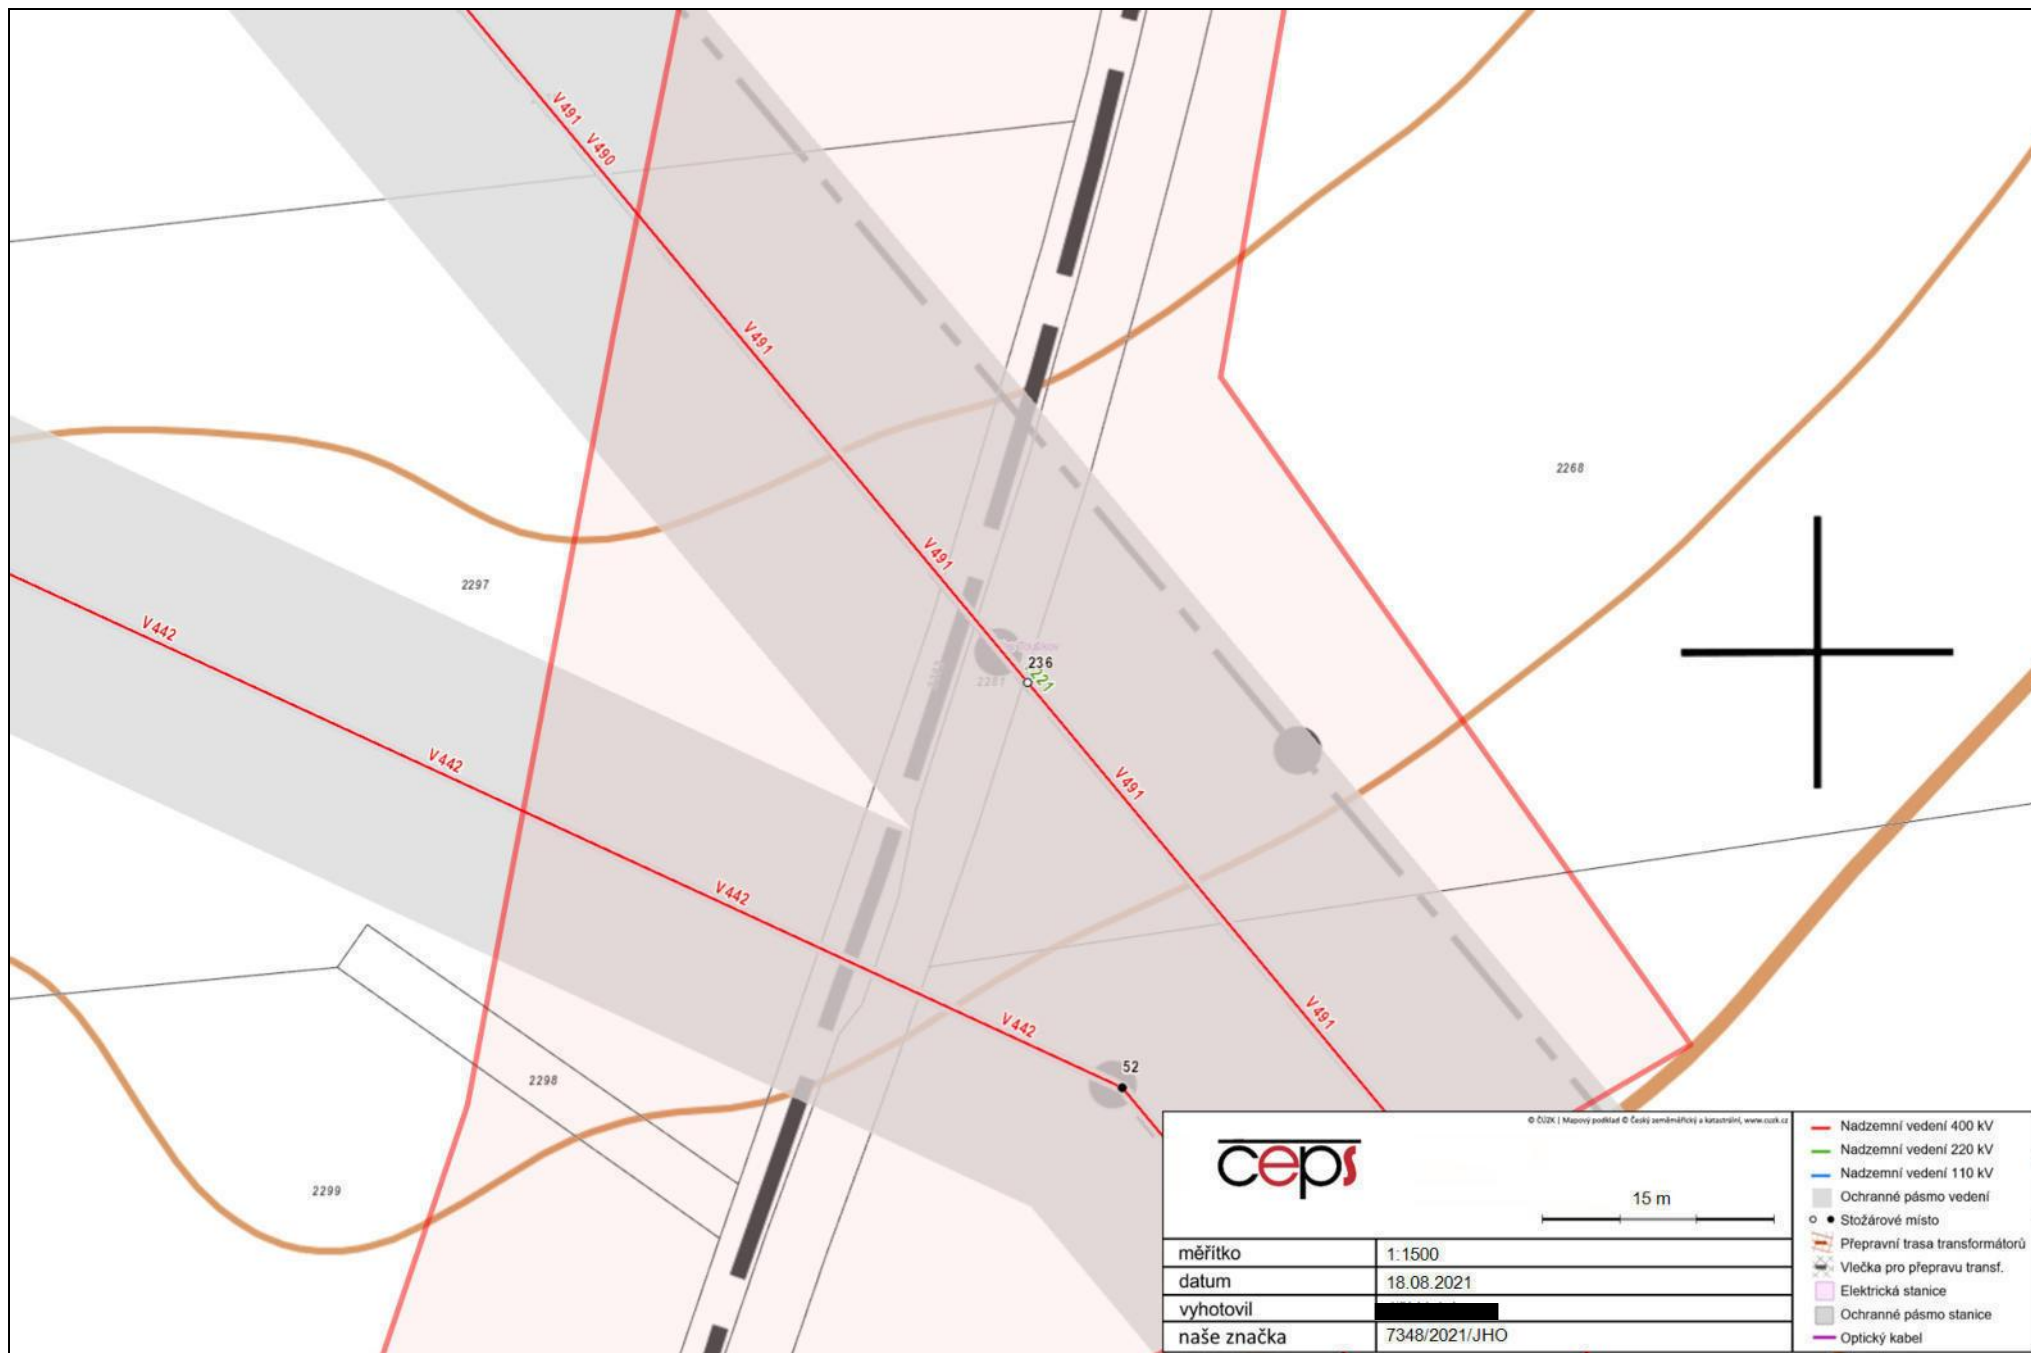 V491
V490
V491
2268
V491
2297
V442
236
221
2281
V442
V491
V442
V491
V442
52
2298
2299
© ČÚZK | Mapový podklad © Český zeměměřický a katastrální, www.cuzk.cz
ceps
15 m
měřítko 1:1500
datum 18.08.2021
vyhotovil
naše značka 7348/2021/JHO
Nadzemní vedení 400 kV
Nadzemní vedení 220 kV
Nadzemní vedení 110 kV
Ochranné pásmo vedení
Stožárové místo
Přepravní trasa transformátorů
Vlečka pro přepravu transf.
Elektrická stanice
Ochranné pásmo stanice
Optický kabel